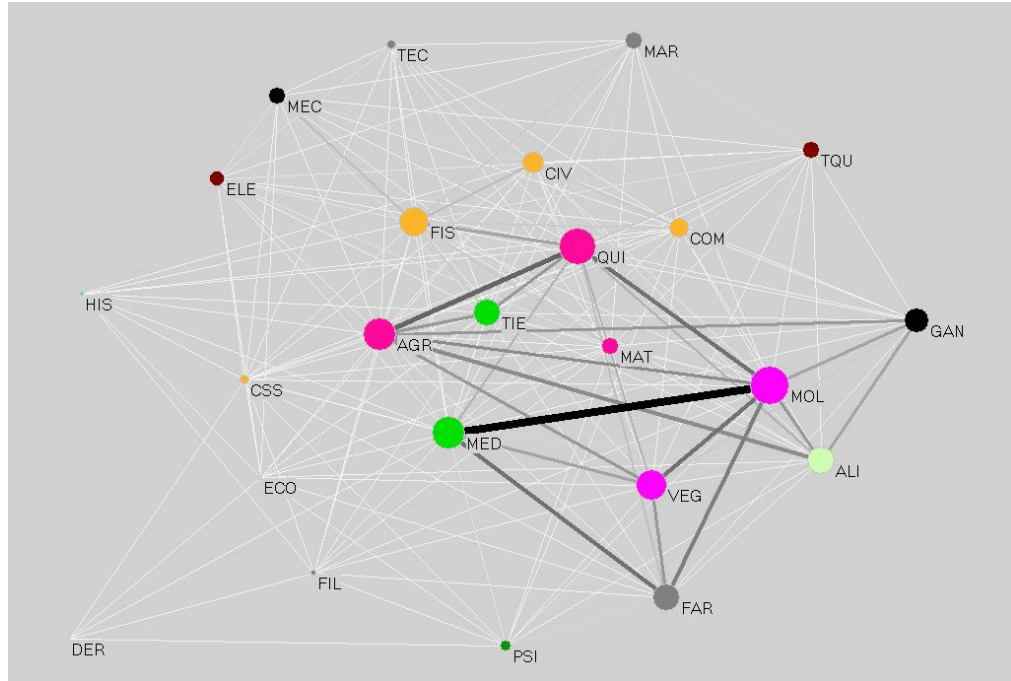 MAR
TEC
MEC
TQU
CIV
ELE
FIS
COM
QUI
HIS
TIE
GAN
AGR
MAT
CSS
MOL
MED
ALI
ECO
VEG
FIL
FAR
DER
PSI